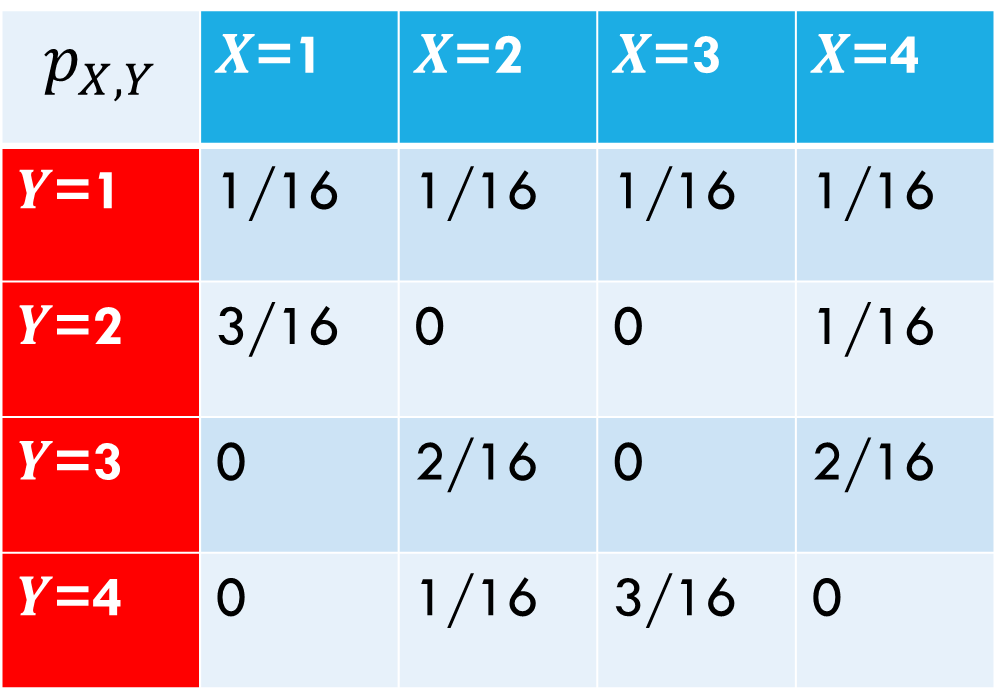 p_{X,Y} X=1 X=2 X=3 X=4
Y=1 1/16 1/16 1/16 1/16
Y=2 3/16 0 0 1/16
Y=3 0 2/16 0 2/16
Y=4 0 1/16 3/16 0